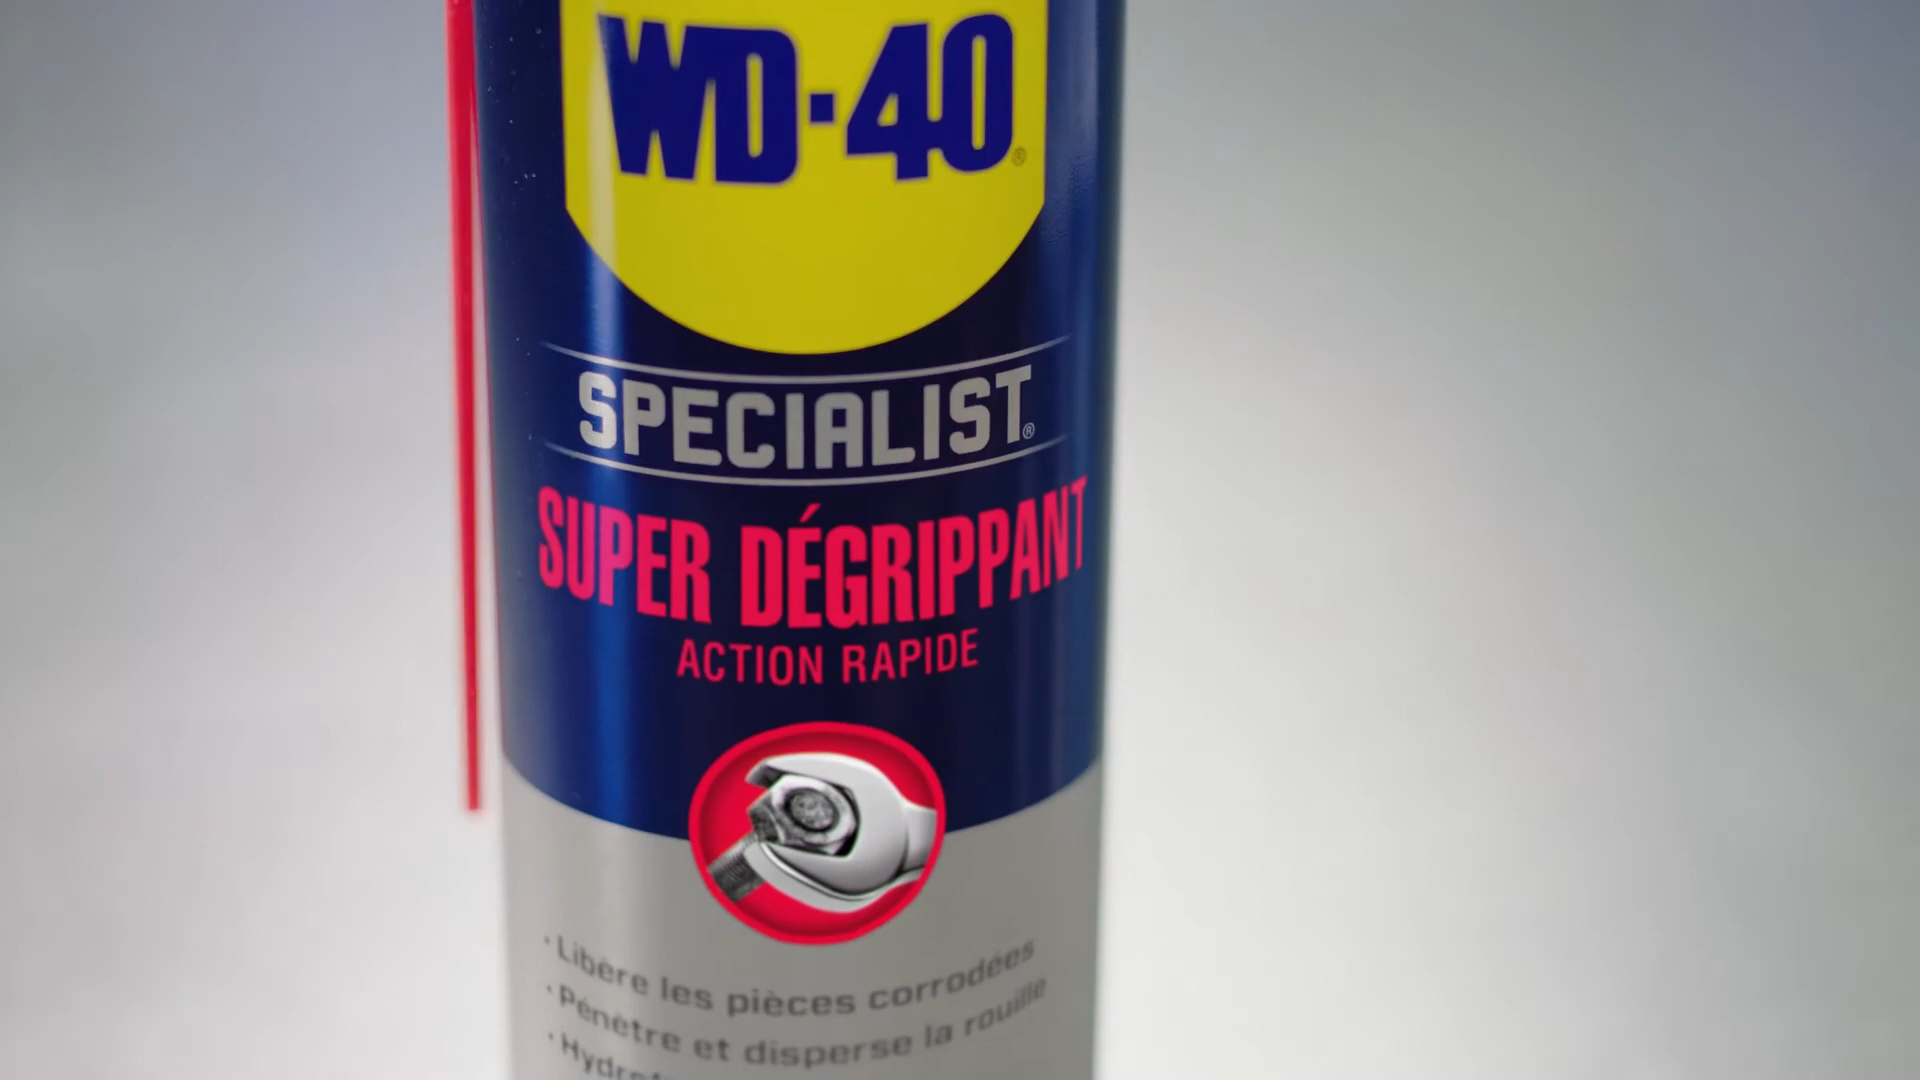 WD-40®
SPECIALIST®
SUPER DÉGRIPPANT
ACTION RAPIDE
· Libère les pièces corrodées
· Pénètre et disperse la rouille